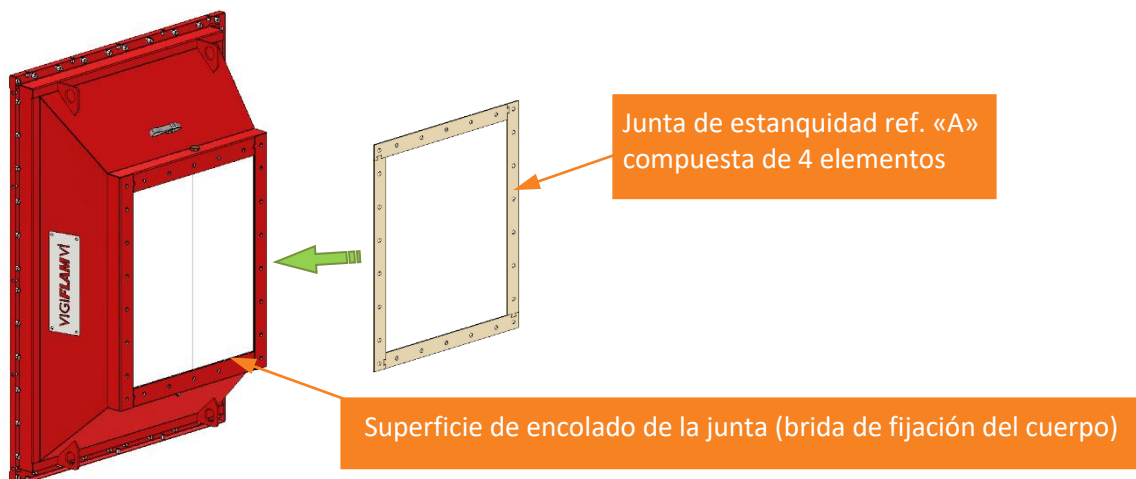 Junta de estanquidad ref. «A»
compuesta de 4 elementos
VIGIFLAMVI
Superficie de encolado de la junta (brida de fijación del cuerpo)